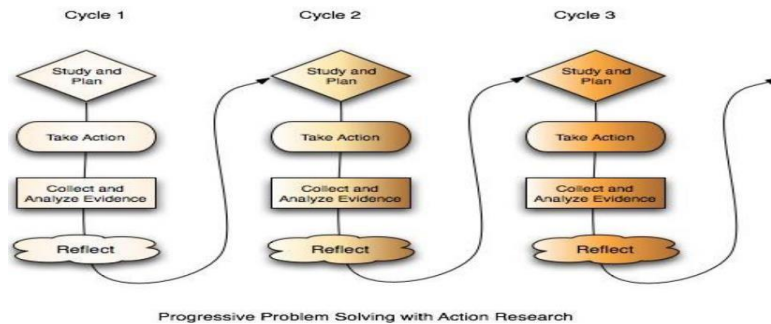 Cycle 1
Study and
Plan
Take Action
Collect and
Analyze Evidence
Reflect
Cycle 2
Study and
Plan
Take Action
Collect and
Analyze Evidence
Reflect
Cycle 3
Study and
Plan
Take Action
Collect and
Analyze Evidence
Reflect
Progressive Problem Solving with Action Research